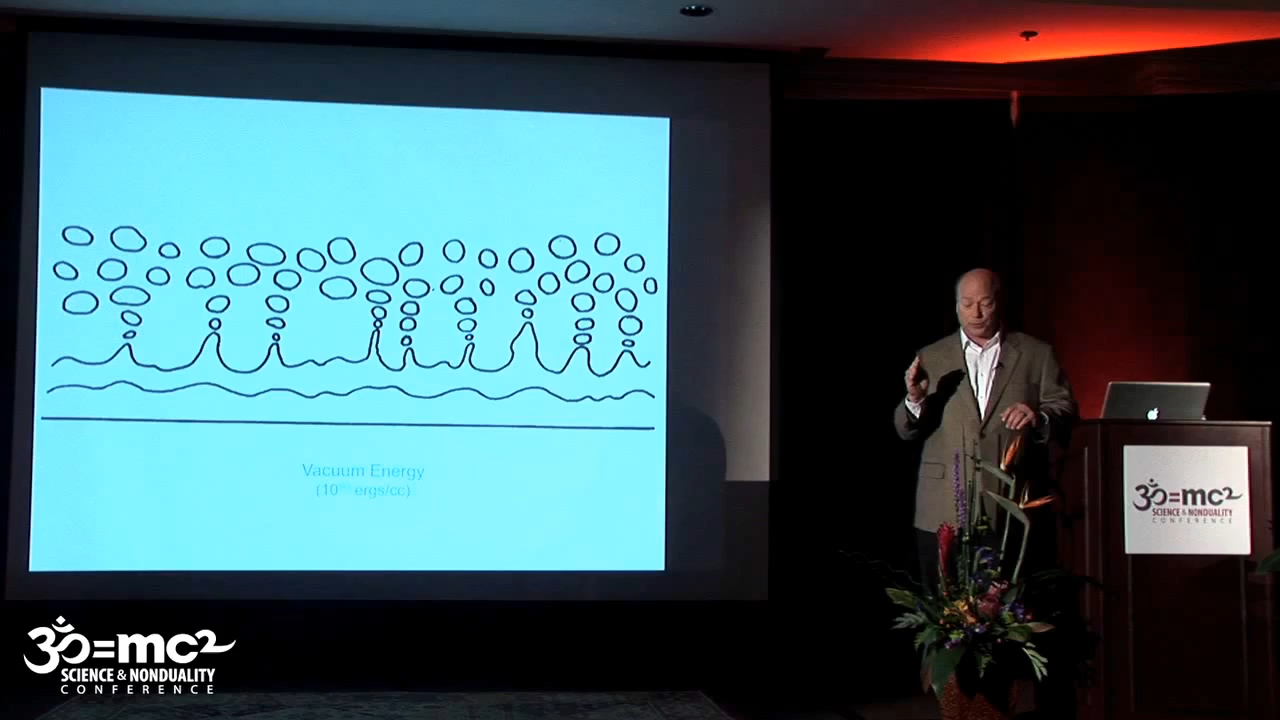 Vacuum Energy
ergs/cc)
ॐ=mc2
SCIENCE & NONDUALITY
CONFERENCE
ॐ=mc2
SCIENCE & NONDUALITY
CONFERENCE